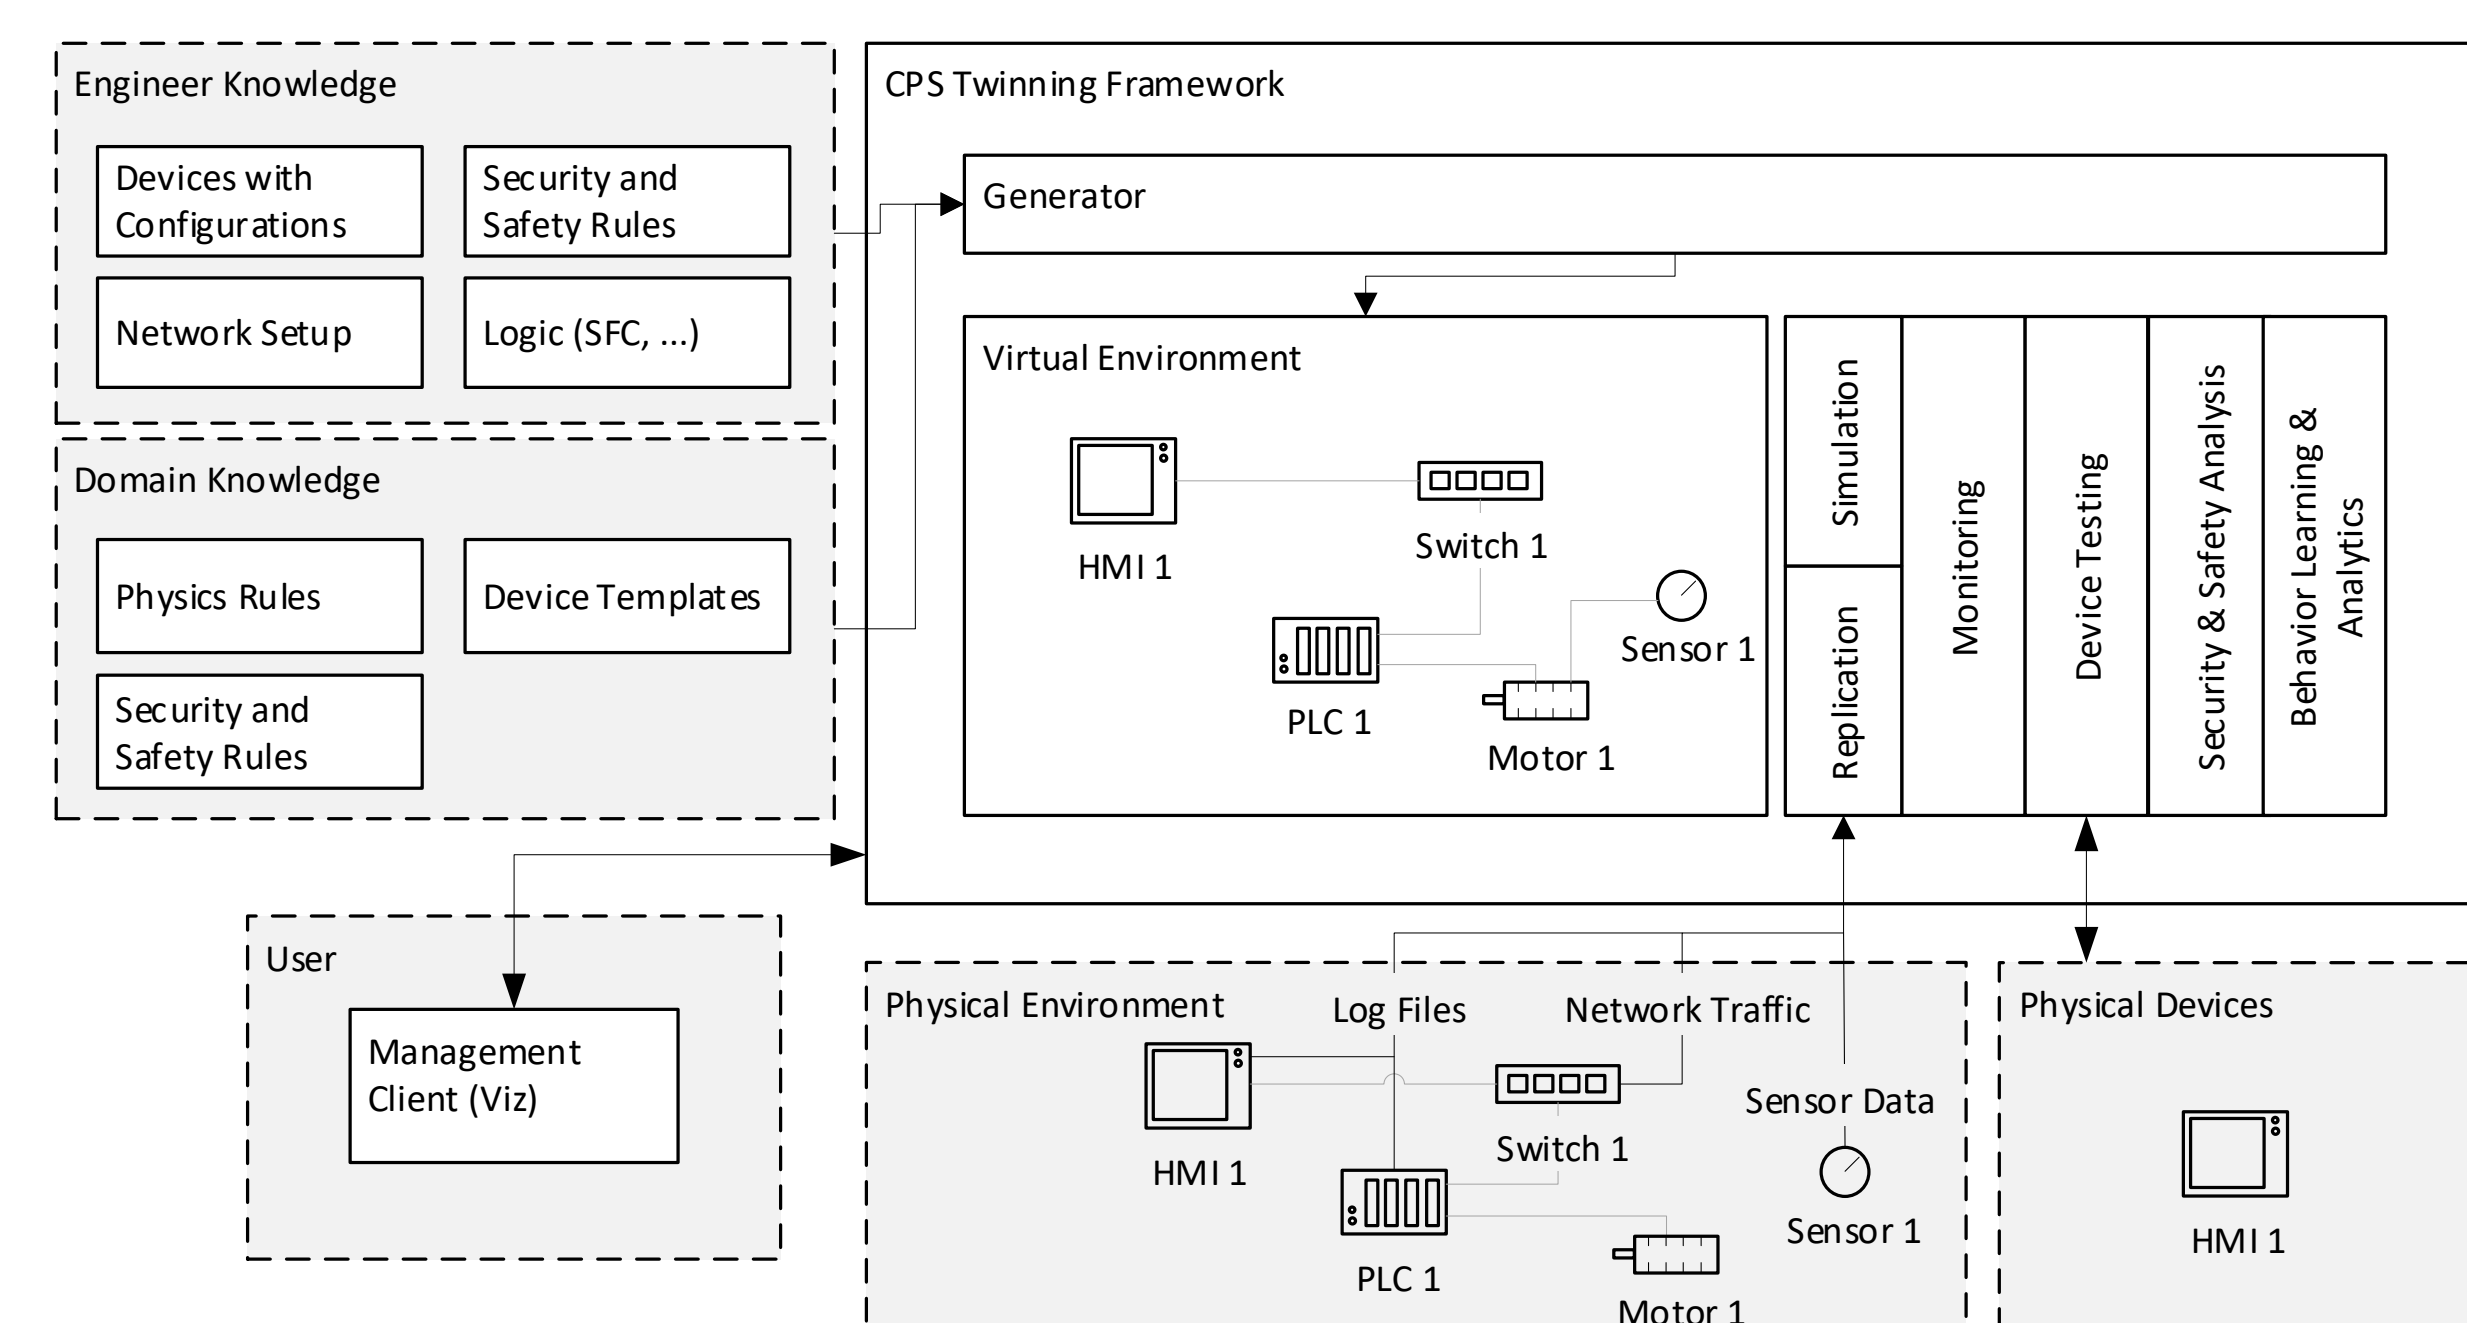 Engineer Knowledge
Devices with
Configurations
Security and
Safety Rules
Network Setup
Logic (SFC, ...)
Domain Knowledge
Physics Rules
Device Templates
Security and
Safety Rules
User
Management
Client (Viz)
CPS Twinning Framework
Generator
Virtual Environment
HMI 1
Switch 1
Sensor 1
PLC 1
Motor 1
Simulation
Replication
Monitoring
Device Testing
Security & Safety Analysis
Behavior Learning &
Analytics
Physical Environment
Log Files
Network Traffic
Sensor Data
HMI 1
Switch 1
Sensor 1
PLC 1
Motor 1
Physical Devices
HMI 1